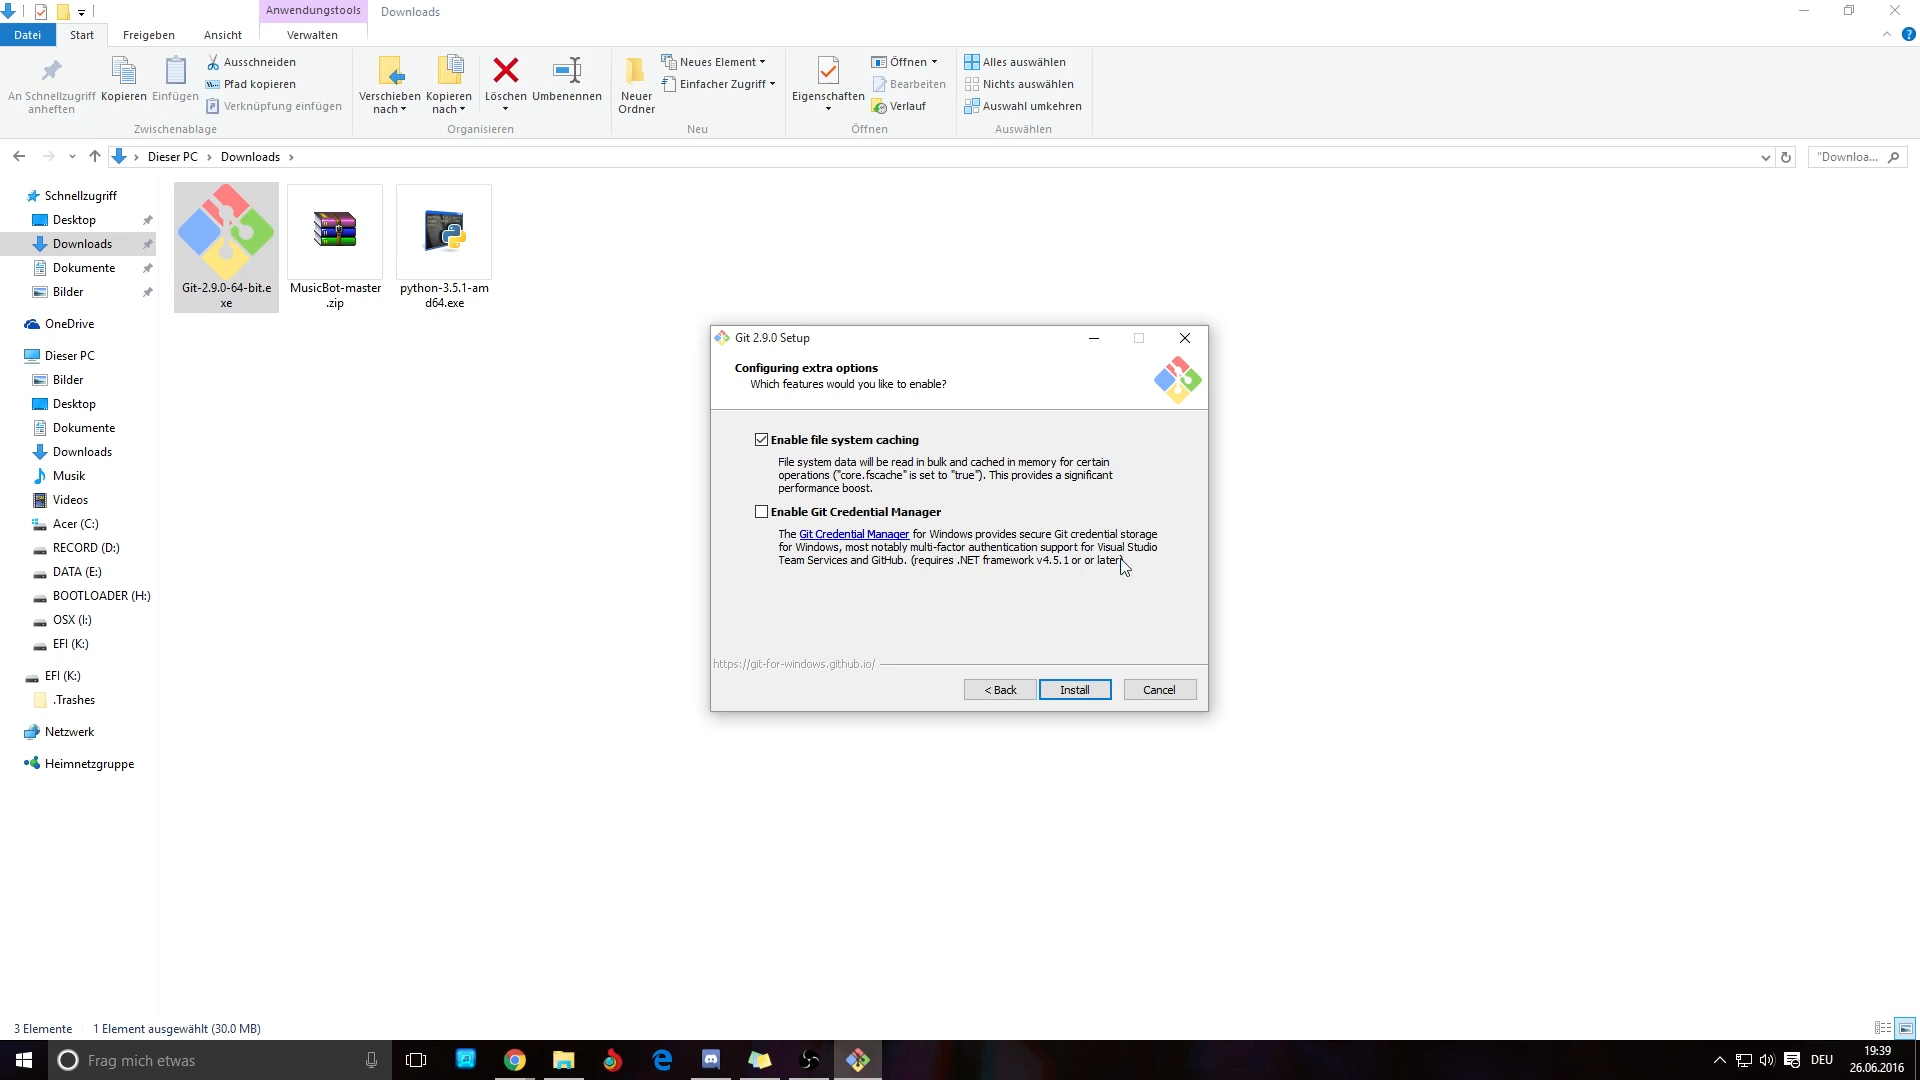 Anwendungstools
Downloads
Datei
Start
Freigeben
Ansicht
Verwalten
An Schnellzugriff
anheften
Kopieren
Einfügen
Ausschneiden
Pfad kopieren
Verknüpfung einfügen
Zwischenablage
Verschieben
nach
Kopieren
nach
Löschen
Umbenennen
Organisieren
Neuer
Ordner
Neues Element
Einfacher Zugriff
Neu
Eigenschaften
Öffnen
Bearbeiten
Verlauf
Öffnen
Alles auswählen
Nichts auswählen
Auswahl umkehren
Auswählen
Dieser PC
Downloads
"Downloa...
Schnellzugriff
Desktop
Downloads
Dokumente
Bilder
OneDrive
Dieser PC
Bilder
Desktop
Dokumente
Downloads
Musik
Videos
Acer (C:)
RECORD (D:)
DATA (E:)
BOOTLOADER (H:)
OSX (I:)
EFI (K:)
EFI (K:)
.Trashes
Netzwerk
Heimnetzgruppe
Git-2.9.0-64-bit.e
xe
MusicBot-master
.zip
python-3.5.1-am
d64.exe
Git 2.9.0 Setup
Configuring extra options
Which features would you like to enable?
Enable file system caching
File system data will be read in bulk and cached in memory for certain
operations ("core.fscache" is set to "true"). This provides a significant
performance boost.
Enable Git Credential Manager
The Git Credential Manager for Windows provides secure Git credential storage
for Windows, most notably multi-factor authentication support for Visual Studio
Team Services and GitHub. (requires .NET framework v4.5.1 or or later)
https://git-for-windows.github.io/
< Back
Install
Cancel
3 Elemente
1 Element ausgewählt (30.0 MB)
Frag mich etwas
DEU
19:39
26.06.2016